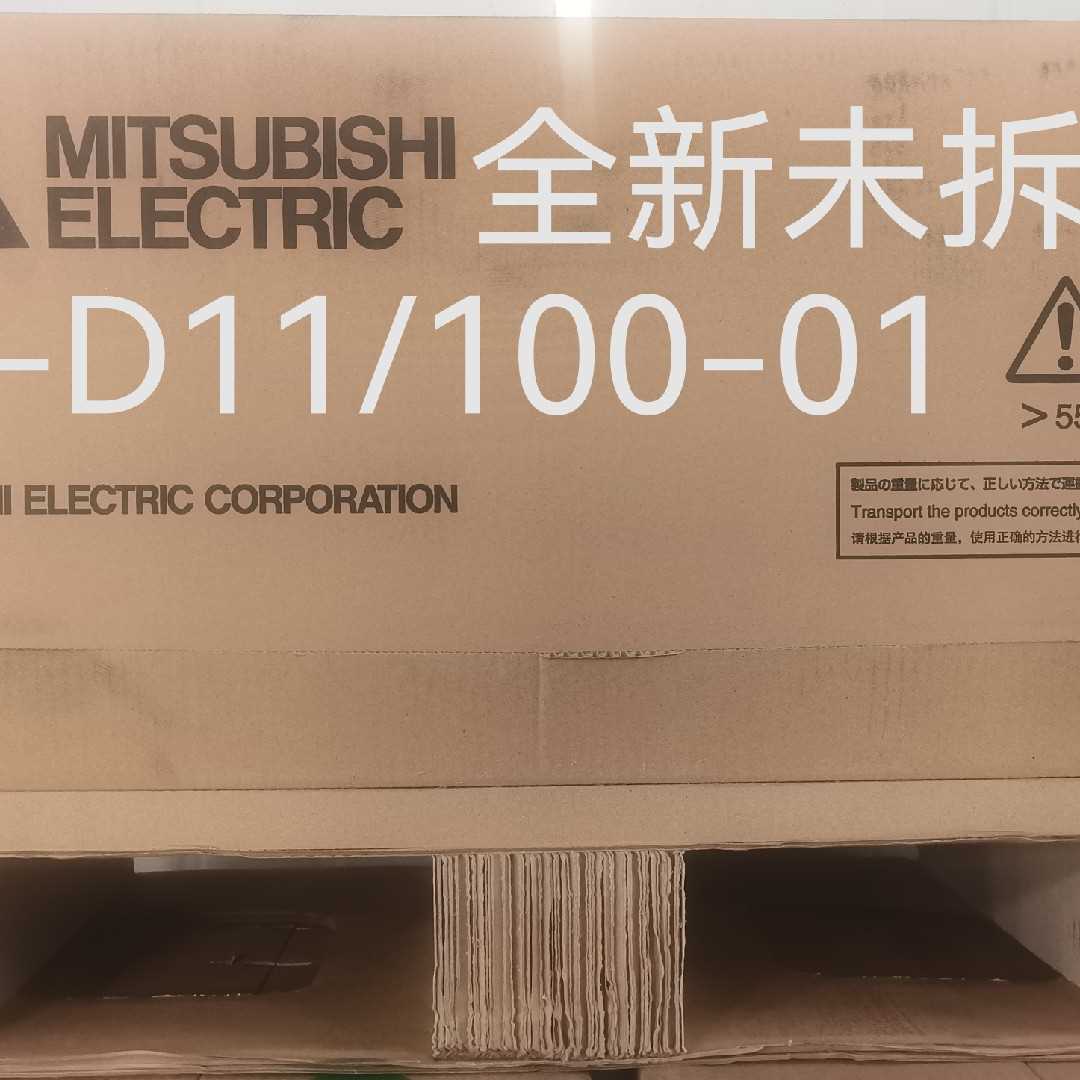 MITSUBISHI
ELECTRIC
全新未拆
-D11/100-01
> 55
ELECTRIC CORPORATION
製品の重量に応じて、正しい方法で運
Transport the products correctly
请根据产品的重量，使用正确的方法进行